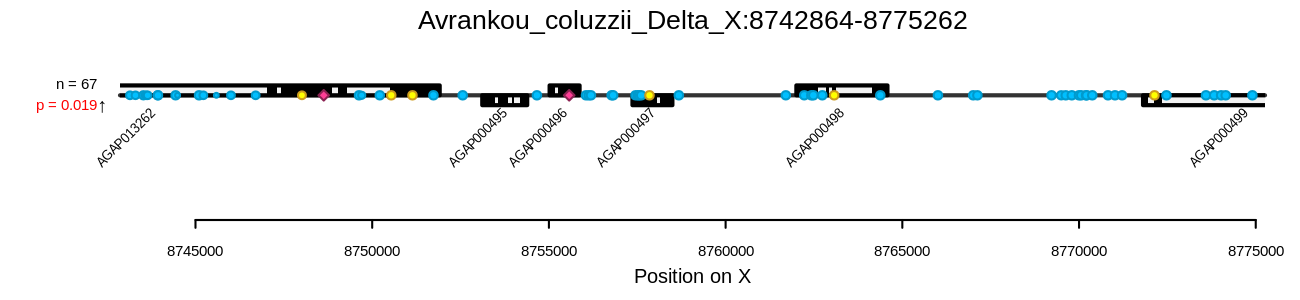 Avrankou_coluzzii_Delta_X:8742864-8775262
n = 67
p = 0.019↑
AGAP013262
AGAP000495
AGAP000496
AGAP000497
AGAP000498
AGAP000499
8745000 8750000 8755000 8760000 8765000 8770000 8775000
Position on X